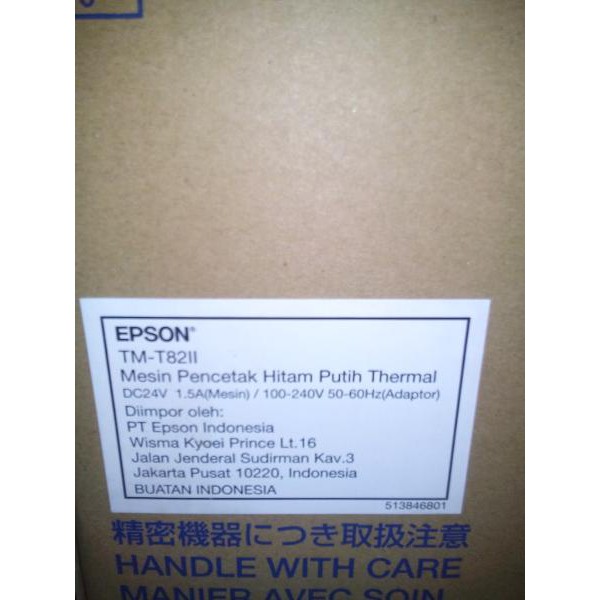 EPSON®
TM-T82II
Mesin Pencetak Hitam Putih Thermal
DC24V 1.5A(Mesin) / 100-240V 50-60Hz(Adaptor)
Diimpor oleh:
PT Epson Indonesia
Wisma Kyoei Prince Lt.16
Jalan Jenderal Sudirman Kav.3
Jakarta Pusat 10220, Indonesia
BUATAN INDONESIA
513846801
精密機器につき取扱注意
HANDLE WITH CARE
MANIER AVEC SOIN